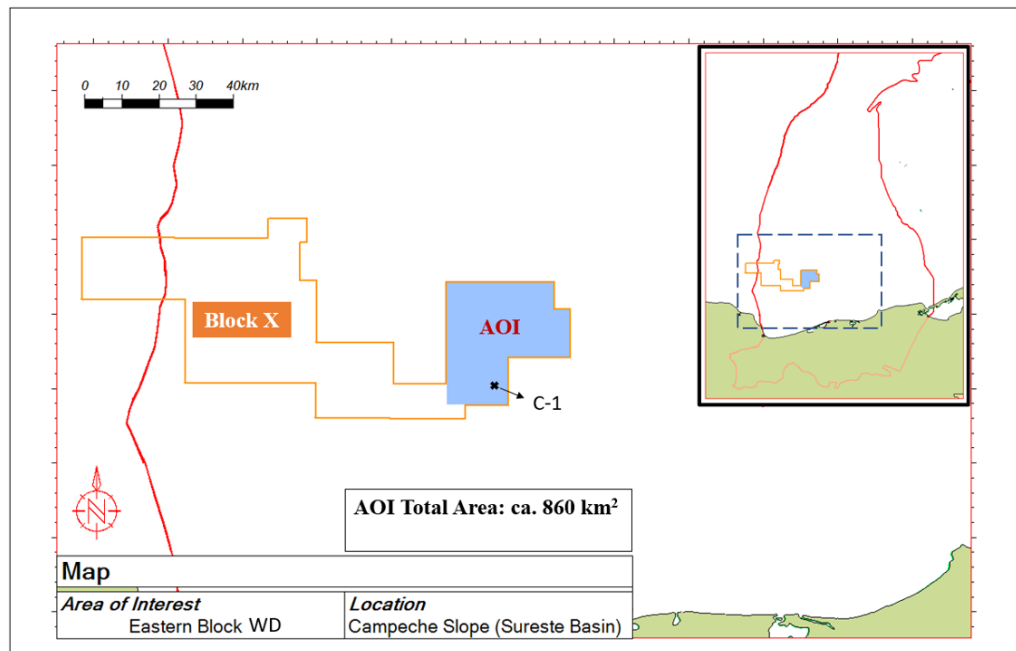 0 10 20 30 40km
Block X
AOI
C-1
N
AOI Total Area: ca. 860 km²
Map
Area of Interest
Eastern Block WD
Location
Campeche Slope (Sureste Basin)